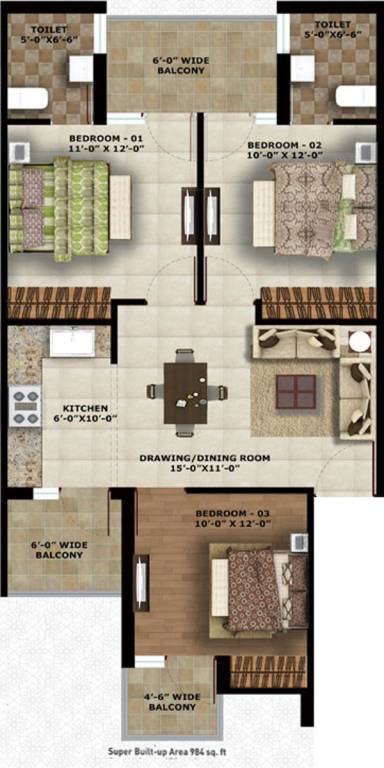 TOILET
5'-0"X6'-6"
TOILET
5'-0"X6'-6"
6'-0" WIDE
BALCONY
BEDROOM - 01
11'-0" X 12'-0"
BEDROOM - 02
10'-0" X 12'-0"
KITCHEN
6'-0"X10'-0"
DRAWING/DINING ROOM
15'-0"X11'-0"
BEDROOM - 03
10'-0" X 12'-0"
6'-0" WIDE
BALCONY
4'-6" WIDE
BALCONY
Super Built-up Area 984 sq. ft